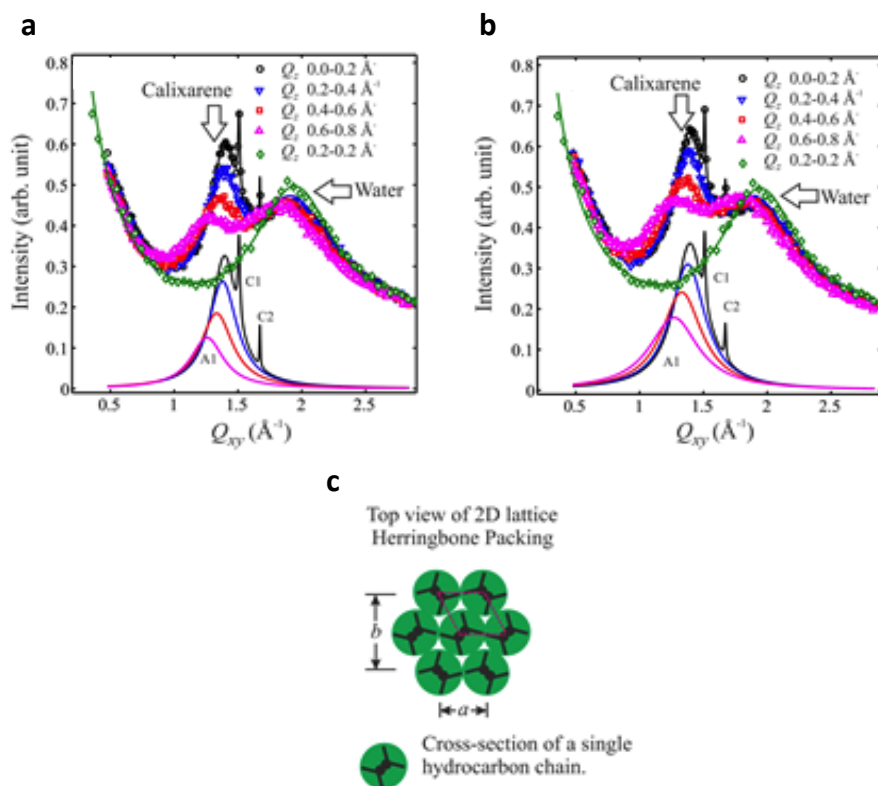 a
0.8
0.7
0.6
0.5
0.4
0.3
0.2
0.1
0
Intensity (arb. unit)
Calixarene
Qz 0.0-0.2 Å-
Qz 0.2-0.4 Å-1
Qz 0.4-0.6 Å-
Qz 0.6-0.8 Å-
Qz 0.2-0.2 Å-
Water
C1
C2
A1
0.5 1 1.5 2 2.5
Qxy (Å-1)
b
0.8
0.7
0.6
0.5
0.4
0.3
0.2
0.1
0
Intensity (arb. unit)
Calixarene
Qz 0.0-0.2 Å-
Qz 0.2-0.4 Å-1
Qz 0.4-0.6 Å-
Qz 0.6-0.8 Å-
Qz 0.2-0.2 Å-
Water
C1
C2
A1
0.5 1 1.5 2 2.5
Qxy (Å-1)
c
Top view of 2D lattice
Herringbone Packing
b
a
Cross-section of a single
hydrocarbon chain.